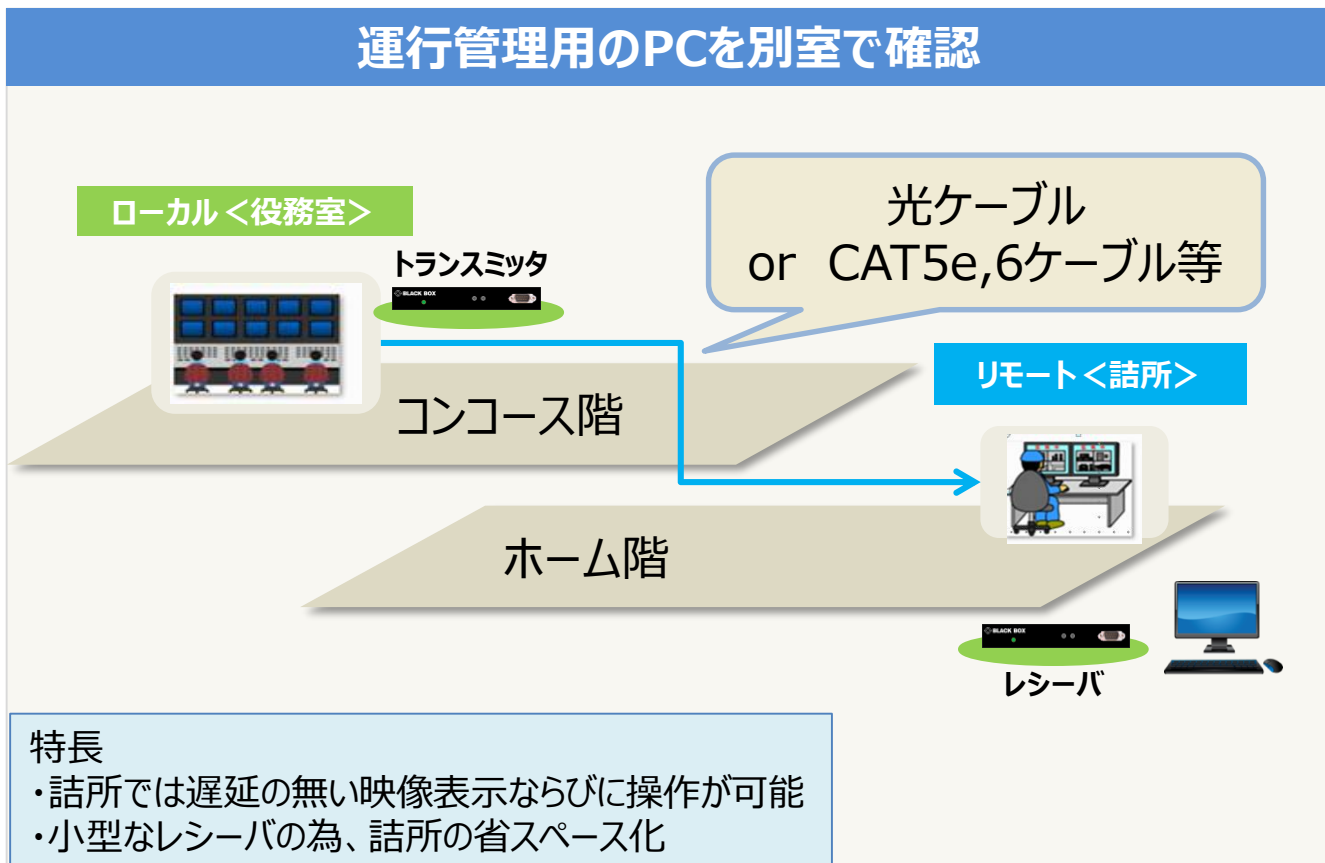 運行管理用のPCを別室で確認
光ケーブル
or CAT5e,6ケーブル等
ローカル＜役務室＞
トランスミッタ
BLACK BOX
リモート＜詰所＞
コンコース階
ホーム階
BLACK BOX
レシーバ
特長
・詰所では遅延の無い映像表示ならびに操作が可能
・小型なレシーバの為、詰所の省スペース化